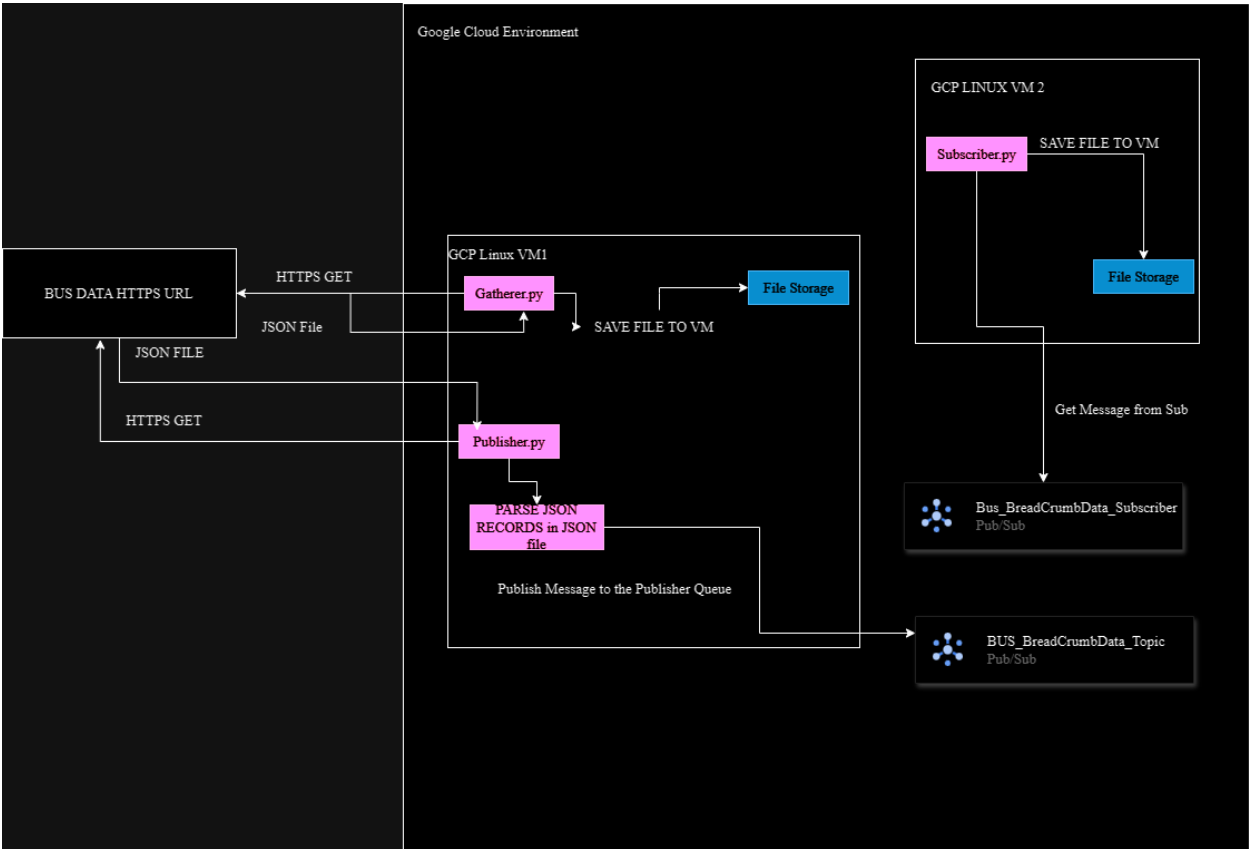 Google Cloud Environment
GCP LINUX VM 2
Subscriber.py
SAVE FILE TO VM
File Storage
GCP Linux VM1
HTTPS GET
Gatherer.py
File Storage
BUS DATA HTTPS URL
JSON File
SAVE FILE TO VM
JSON FILE
HTTPS GET
Publisher.py
Get Message from Sub
PARSE JSON
RECORDS in JSON
file
Bus_BreadCrumbData_Subscriber
Pub/Sub
Publish Message to the Publisher Queue
BUS_BreadCrumbData_Topic
Pub/Sub